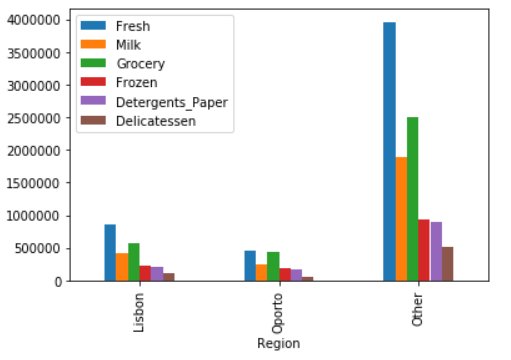 4000000
3500000
3000000
2500000
2000000
1500000
1000000
500000
0
Fresh
Milk
Grocery
Frozen
Detergents_Paper
Delicatessen
Lisbon
Oporto
Other
Region